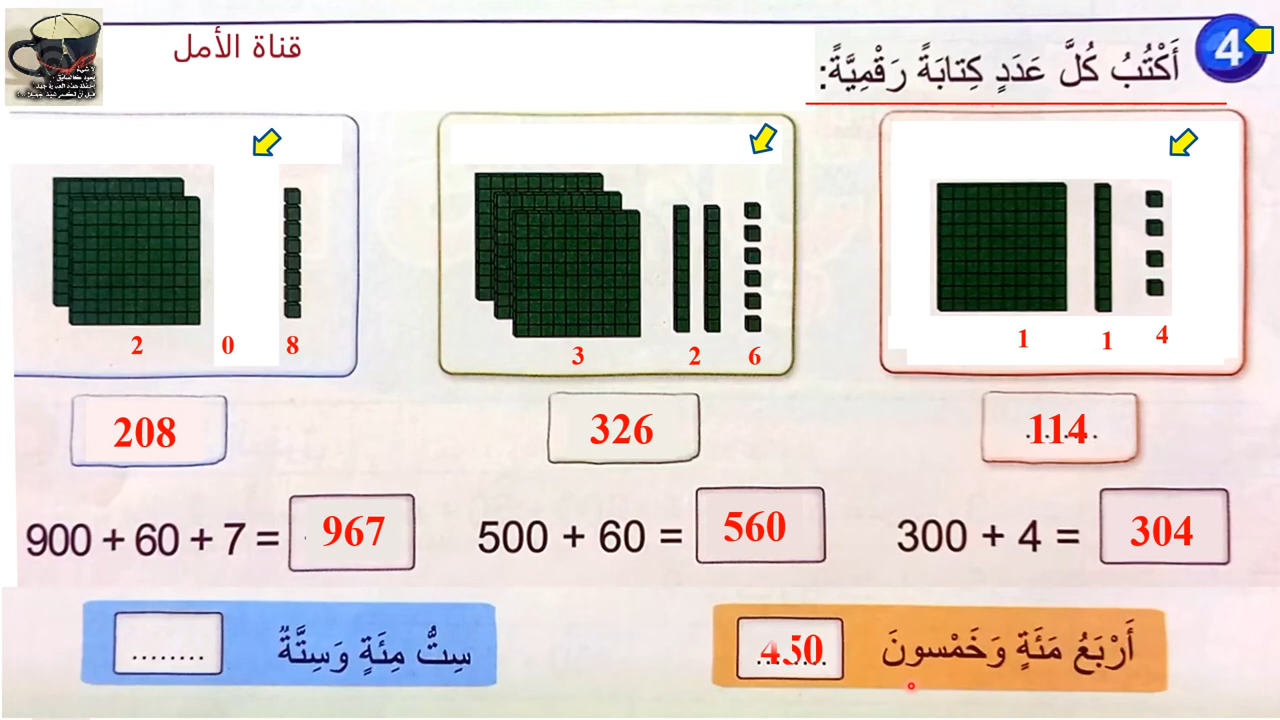 4
أَكْتُبُ كُلَّ عَدَدٍ كِتابَةً رَقْمِيَّةً:
قناة الأمل
1 1 4
3 2 6
2 0 8
114
326
208
300 + 4 = 304
500 + 60 = 560
900 + 60 + 7 = 967
أَرْبَعُ مَئَةٍ وَخَمْسونَ 450
سِتُّ مِئَةٍ وَسِتَّةٌ ........